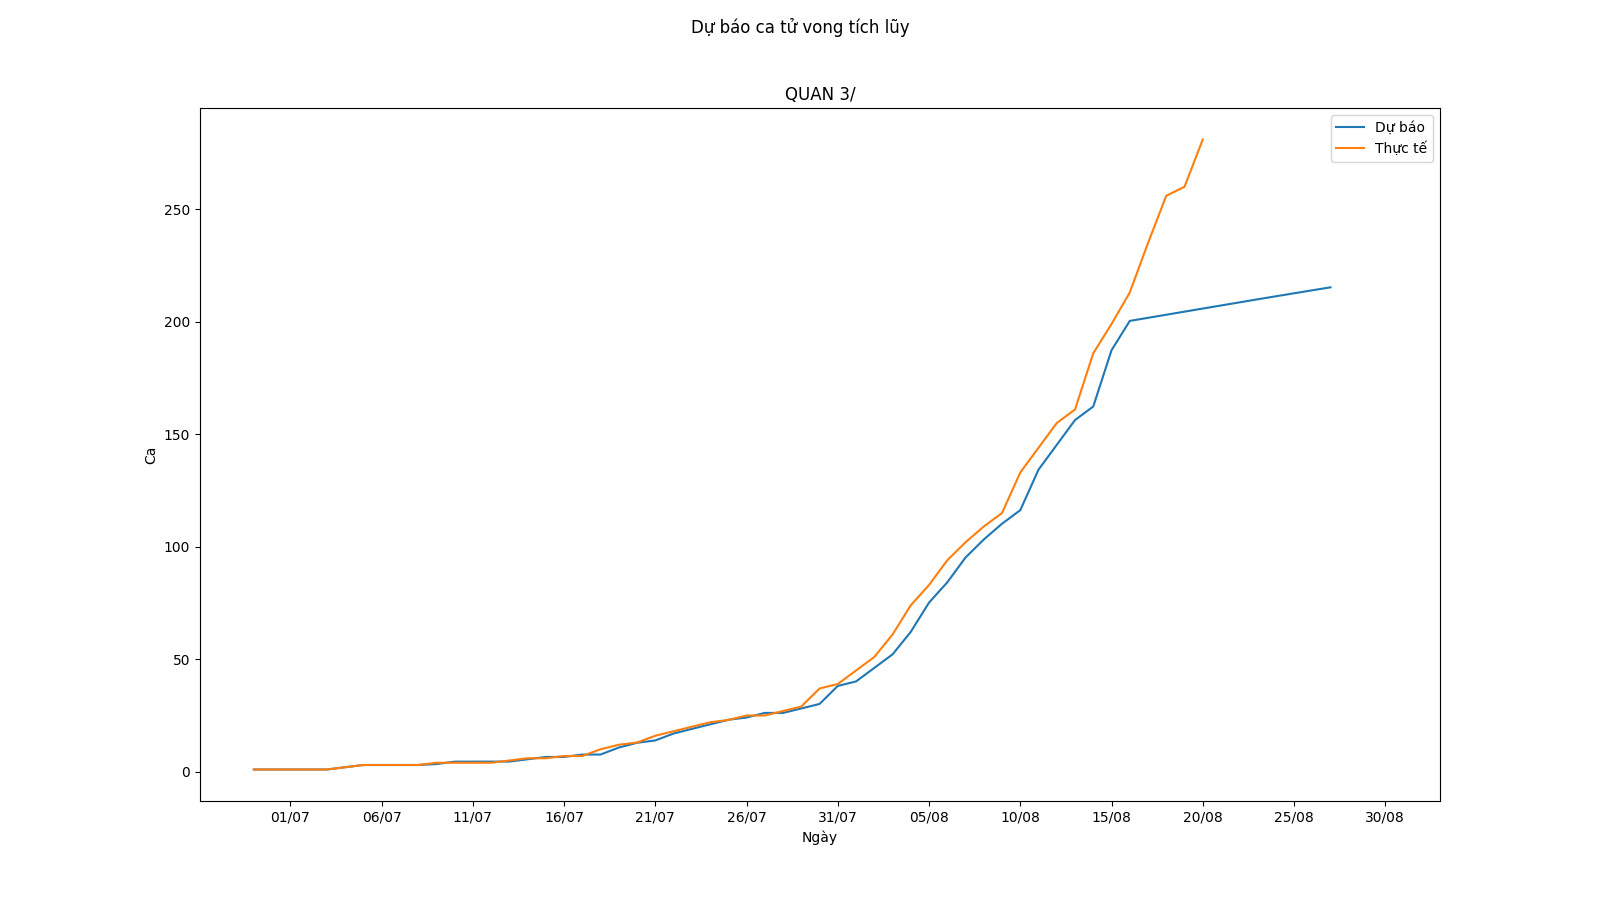 Dự báo ca tử vong tích lũy
QUAN 3/
Dự báo
Thực tế
250
200
150
100
50
0
Ca
01/07 06/07 11/07 16/07 21/07 26/07 31/07 05/08 10/08 15/08 20/08 25/08 30/08
Ngày